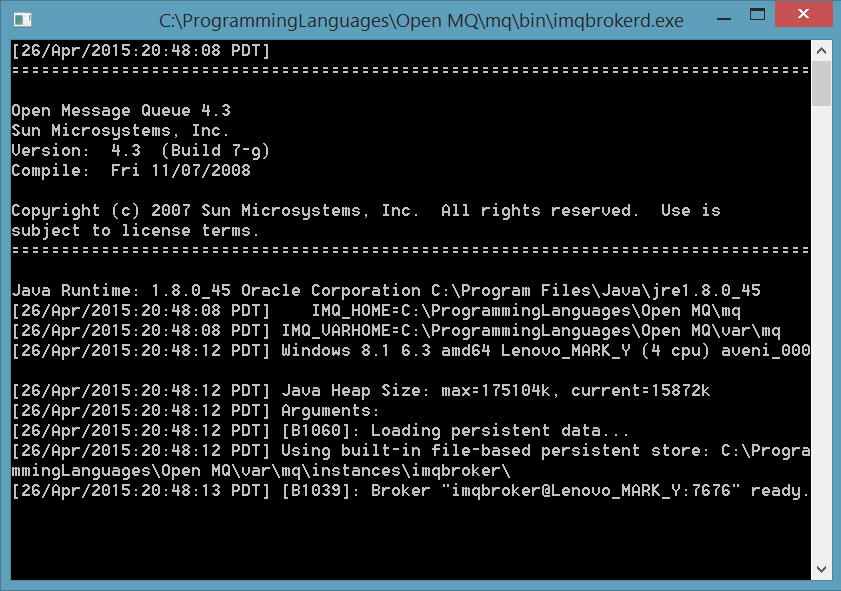 C:\ProgrammingLanguages\Open MQ\mq\bin\imqbrokerd.exe
[26/Apr/2015:20:48:08 PDT]
================================================================================
Open Message Queue 4.3
Sun Microsystems, Inc.
Version:  4.3  (Build 7-g)
Compile:  Fri 11/07/2008
Copyright (c) 2007 Sun Microsystems, Inc.  All rights reserved.  Use is
subject to license terms.
================================================================================
Java Runtime: 1.8.0_45 Oracle Corporation C:\Program Files\Java\jre1.8.0_45
[26/Apr/2015:20:48:08 PDT]    IMQ_HOME=C:\ProgrammingLanguages\Open MQ\mq
[26/Apr/2015:20:48:08 PDT] IMQ_VARHOME=C:\ProgrammingLanguages\Open MQ\var\mq
[26/Apr/2015:20:48:12 PDT] Windows 8.1 6.3 amd64 Lenovo_MARK_Y (4 cpu) aveni_000
[26/Apr/2015:20:48:12 PDT] Java Heap Size: max=175104k, current=15872k
[26/Apr/2015:20:48:12 PDT] Arguments:
[26/Apr/2015:20:48:12 PDT] [B1060]: Loading persistent data...
[26/Apr/2015:20:48:12 PDT] Using built-in file-based persistent store: C:\Progra
mmingLanguages\Open MQ\var\mq\instances\imqbroker\
[26/Apr/2015:20:48:13 PDT] [B1039]: Broker "imqbroker@Lenovo_MARK_Y:7676" ready.